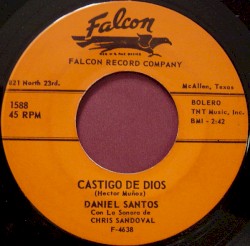 Falcon
FALCON RECORD COMPANY
421 North 23rd.
McAllen, Texas
1588
45 RPM
BOLERO
TNT Music, Inc.
BMI - 2:42
CASTIGO DE DIOS
(Hector Muñoz)
DANIEL SANTOS
Con La Sonora de
CHRIS SANDOVAL
F-4638